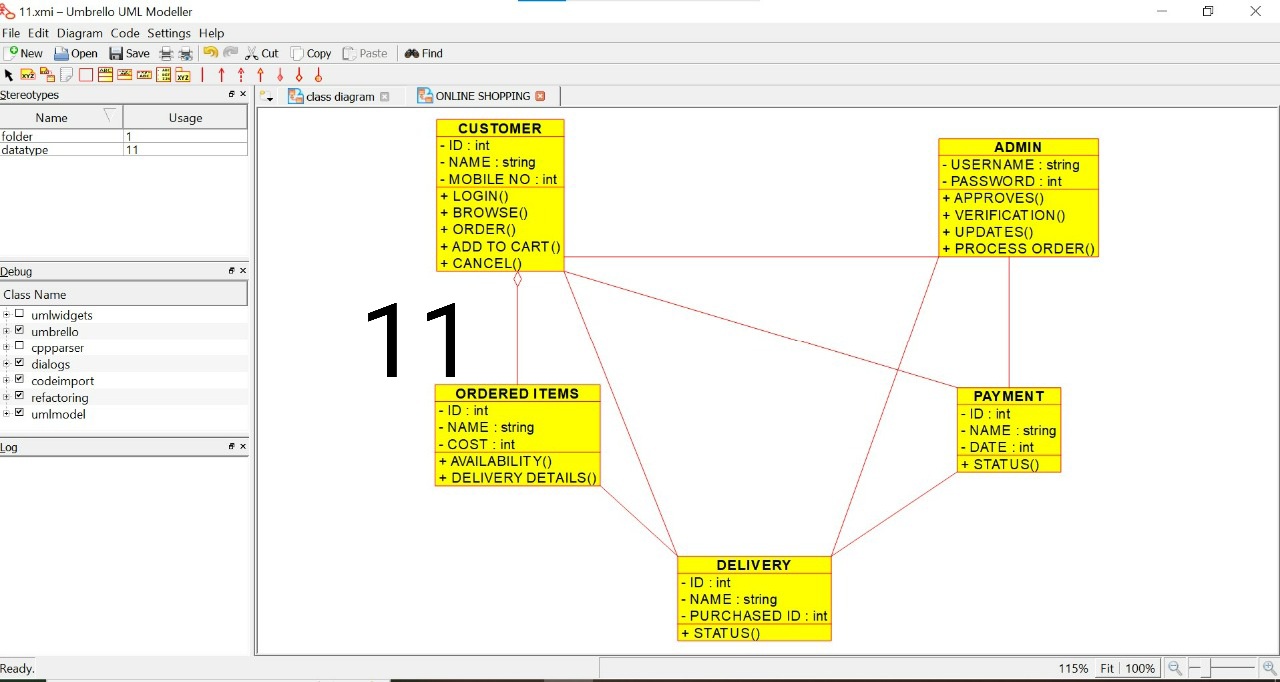 11.xmi – Umbrello UML Modeller
File Edit Diagram Code Settings Help
New Open Save Cut Copy Paste Find
Stereotypes
Name Usage
folder 1
datatype 11
Debug
Class Name
umlwidgets
umbrello
cppparser
dialogs
codeimport
refactoring
umlmodel
Log
class diagram ONLINE SHOPPING
CUSTOMER
- ID : int
- NAME : string
- MOBILE NO : int
+ LOGIN()
+ BROWSE()
+ ORDER()
+ ADD TO CART()
+ CANCEL()
ADMIN
- USERNAME : string
- PASSWORD : int
+ APPROVES()
+ VERIFICATION()
+ UPDATES()
+ PROCESS ORDER()
11
ORDERED ITEMS
- ID : int
- NAME : string
- COST : int
+ AVAILABILITY()
+ DELIVERY DETAILS()
PAYMENT
- ID : int
- NAME : string
- DATE : int
+ STATUS()
DELIVERY
- ID : int
- NAME : string
- PURCHASED ID : int
+ STATUS()
Ready. 115% Fit 100%